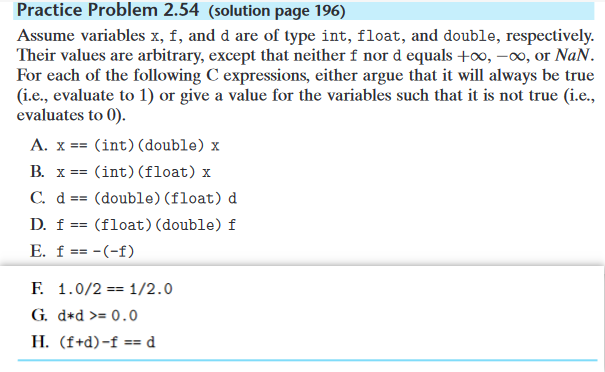 Practice Problem 2.54 (solution page 196)
Assume variables x, f, and d are of type int, float, and double, respectively.
Their values are arbitrary, except that neither f nor d equals +∞, −∞, or NaN.
For each of the following C expressions, either argue that it will always be true
(i.e., evaluate to 1) or give a value for the variables such that it is not true (i.e.,
evaluates to 0).
A. x == (int)(double) x
B. x == (int)(float) x
C. d == (double)(float) d
D. f == (float)(double) f
E. f == -(-f)
F. 1.0/2 == 1/2.0
G. d*d >= 0.0
H. (f+d)-f == d